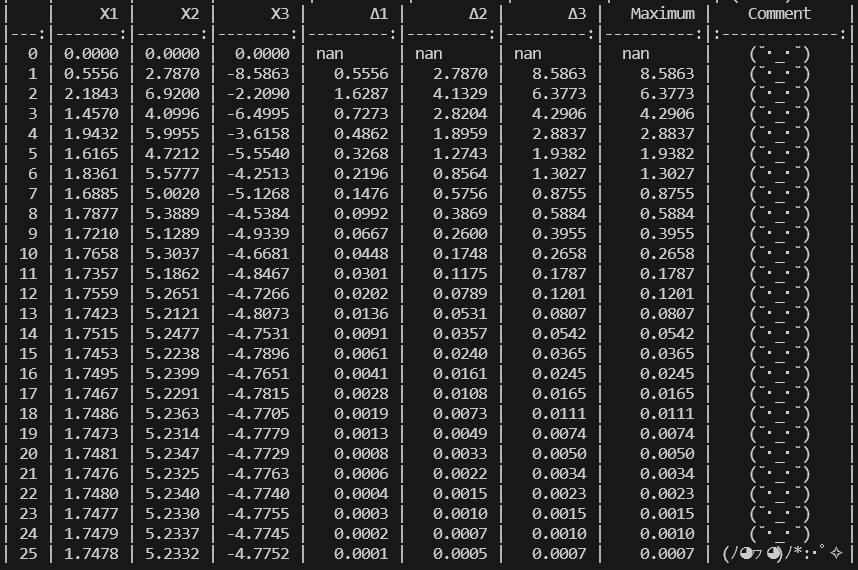 |    |     X1 |     X2 |      X3 |      Δ1 |      Δ2 |      Δ3 |  Maximum |    Comment    |
|---:|-------:|-------:|--------:|--------:|--------:|--------:|---------:|:-------------:|
|  0 | 0.0000 | 0.0000 |  0.0000 | nan | nan | nan | nan | (˘･_･˘) |
|  1 | 0.5556 | 2.7870 | -8.5863 | 0.5556 | 2.7870 | 8.5863 | 8.5863 | (˘･_･˘) |
|  2 | 2.1843 | 6.9200 | -2.2090 | 1.6287 | 4.1329 | 6.3773 | 6.3773 | (˘･_･˘) |
|  3 | 1.4570 | 4.0996 | -6.4995 | 0.7273 | 2.8204 | 4.2906 | 4.2906 | (˘･_･˘) |
|  4 | 1.9432 | 5.9955 | -3.6158 | 0.4862 | 1.8959 | 2.8837 | 2.8837 | (˘･_･˘) |
|  5 | 1.6165 | 4.7212 | -5.5540 | 0.3268 | 1.2743 | 1.9382 | 1.9382 | (˘･_･˘) |
|  6 | 1.8361 | 5.5777 | -4.2513 | 0.2196 | 0.8564 | 1.3027 | 1.3027 | (˘･_･˘) |
|  7 | 1.6885 | 5.0020 | -5.1268 | 0.1476 | 0.5756 | 0.8755 | 0.8755 | (˘･_･˘) |
|  8 | 1.7877 | 5.3889 | -4.5384 | 0.0992 | 0.3869 | 0.5884 | 0.5884 | (˘･_･˘) |
|  9 | 1.7210 | 5.1289 | -4.9339 | 0.0667 | 0.2600 | 0.3955 | 0.3955 | (˘･_･˘) |
| 10 | 1.7658 | 5.3037 | -4.6681 | 0.0448 | 0.1748 | 0.2658 | 0.2658 | (˘･_･˘) |
| 11 | 1.7357 | 5.1862 | -4.8467 | 0.0301 | 0.1175 | 0.1787 | 0.1787 | (˘･_･˘) |
| 12 | 1.7559 | 5.2651 | -4.7266 | 0.0202 | 0.0789 | 0.1201 | 0.1201 | (˘･_･˘) |
| 13 | 1.7423 | 5.2121 | -4.8073 | 0.0136 | 0.0531 | 0.0807 | 0.0807 | (˘･_･˘) |
| 14 | 1.7515 | 5.2477 | -4.7531 | 0.0091 | 0.0357 | 0.0542 | 0.0542 | (˘･_･˘) |
| 15 | 1.7453 | 5.2238 | -4.7896 | 0.0061 | 0.0240 | 0.0365 | 0.0365 | (˘･_･˘) |
| 16 | 1.7495 | 5.2399 | -4.7651 | 0.0041 | 0.0161 | 0.0245 | 0.0245 | (˘･_･˘) |
| 17 | 1.7467 | 5.2291 | -4.7815 | 0.0028 | 0.0108 | 0.0165 | 0.0165 | (˘･_･˘) |
| 18 | 1.7486 | 5.2363 | -4.7705 | 0.0019 | 0.0073 | 0.0111 | 0.0111 | (˘･_･˘) |
| 19 | 1.7473 | 5.2314 | -4.7779 | 0.0013 | 0.0049 | 0.0074 | 0.0074 | (˘･_･˘) |
| 20 | 1.7481 | 5.2347 | -4.7729 | 0.0008 | 0.0033 | 0.0050 | 0.0050 | (˘･_･˘) |
| 21 | 1.7476 | 5.2325 | -4.7763 | 0.0006 | 0.0022 | 0.0034 | 0.0034 | (˘･_･˘) |
| 22 | 1.7480 | 5.2340 | -4.7740 | 0.0004 | 0.0015 | 0.0023 | 0.0023 | (˘･_･˘) |
| 23 | 1.7477 | 5.2330 | -4.7755 | 0.0003 | 0.0010 | 0.0015 | 0.0015 | (˘･_･˘) |
| 24 | 1.7479 | 5.2337 | -4.7745 | 0.0002 | 0.0007 | 0.0010 | 0.0010 | (˘･_･˘) |
| 25 | 1.7478 | 5.2332 | -4.7752 | 0.0001 | 0.0005 | 0.0007 | 0.0007 | (ﾉ◕ヮ◕)ﾉ*:･ﾟ✧ |